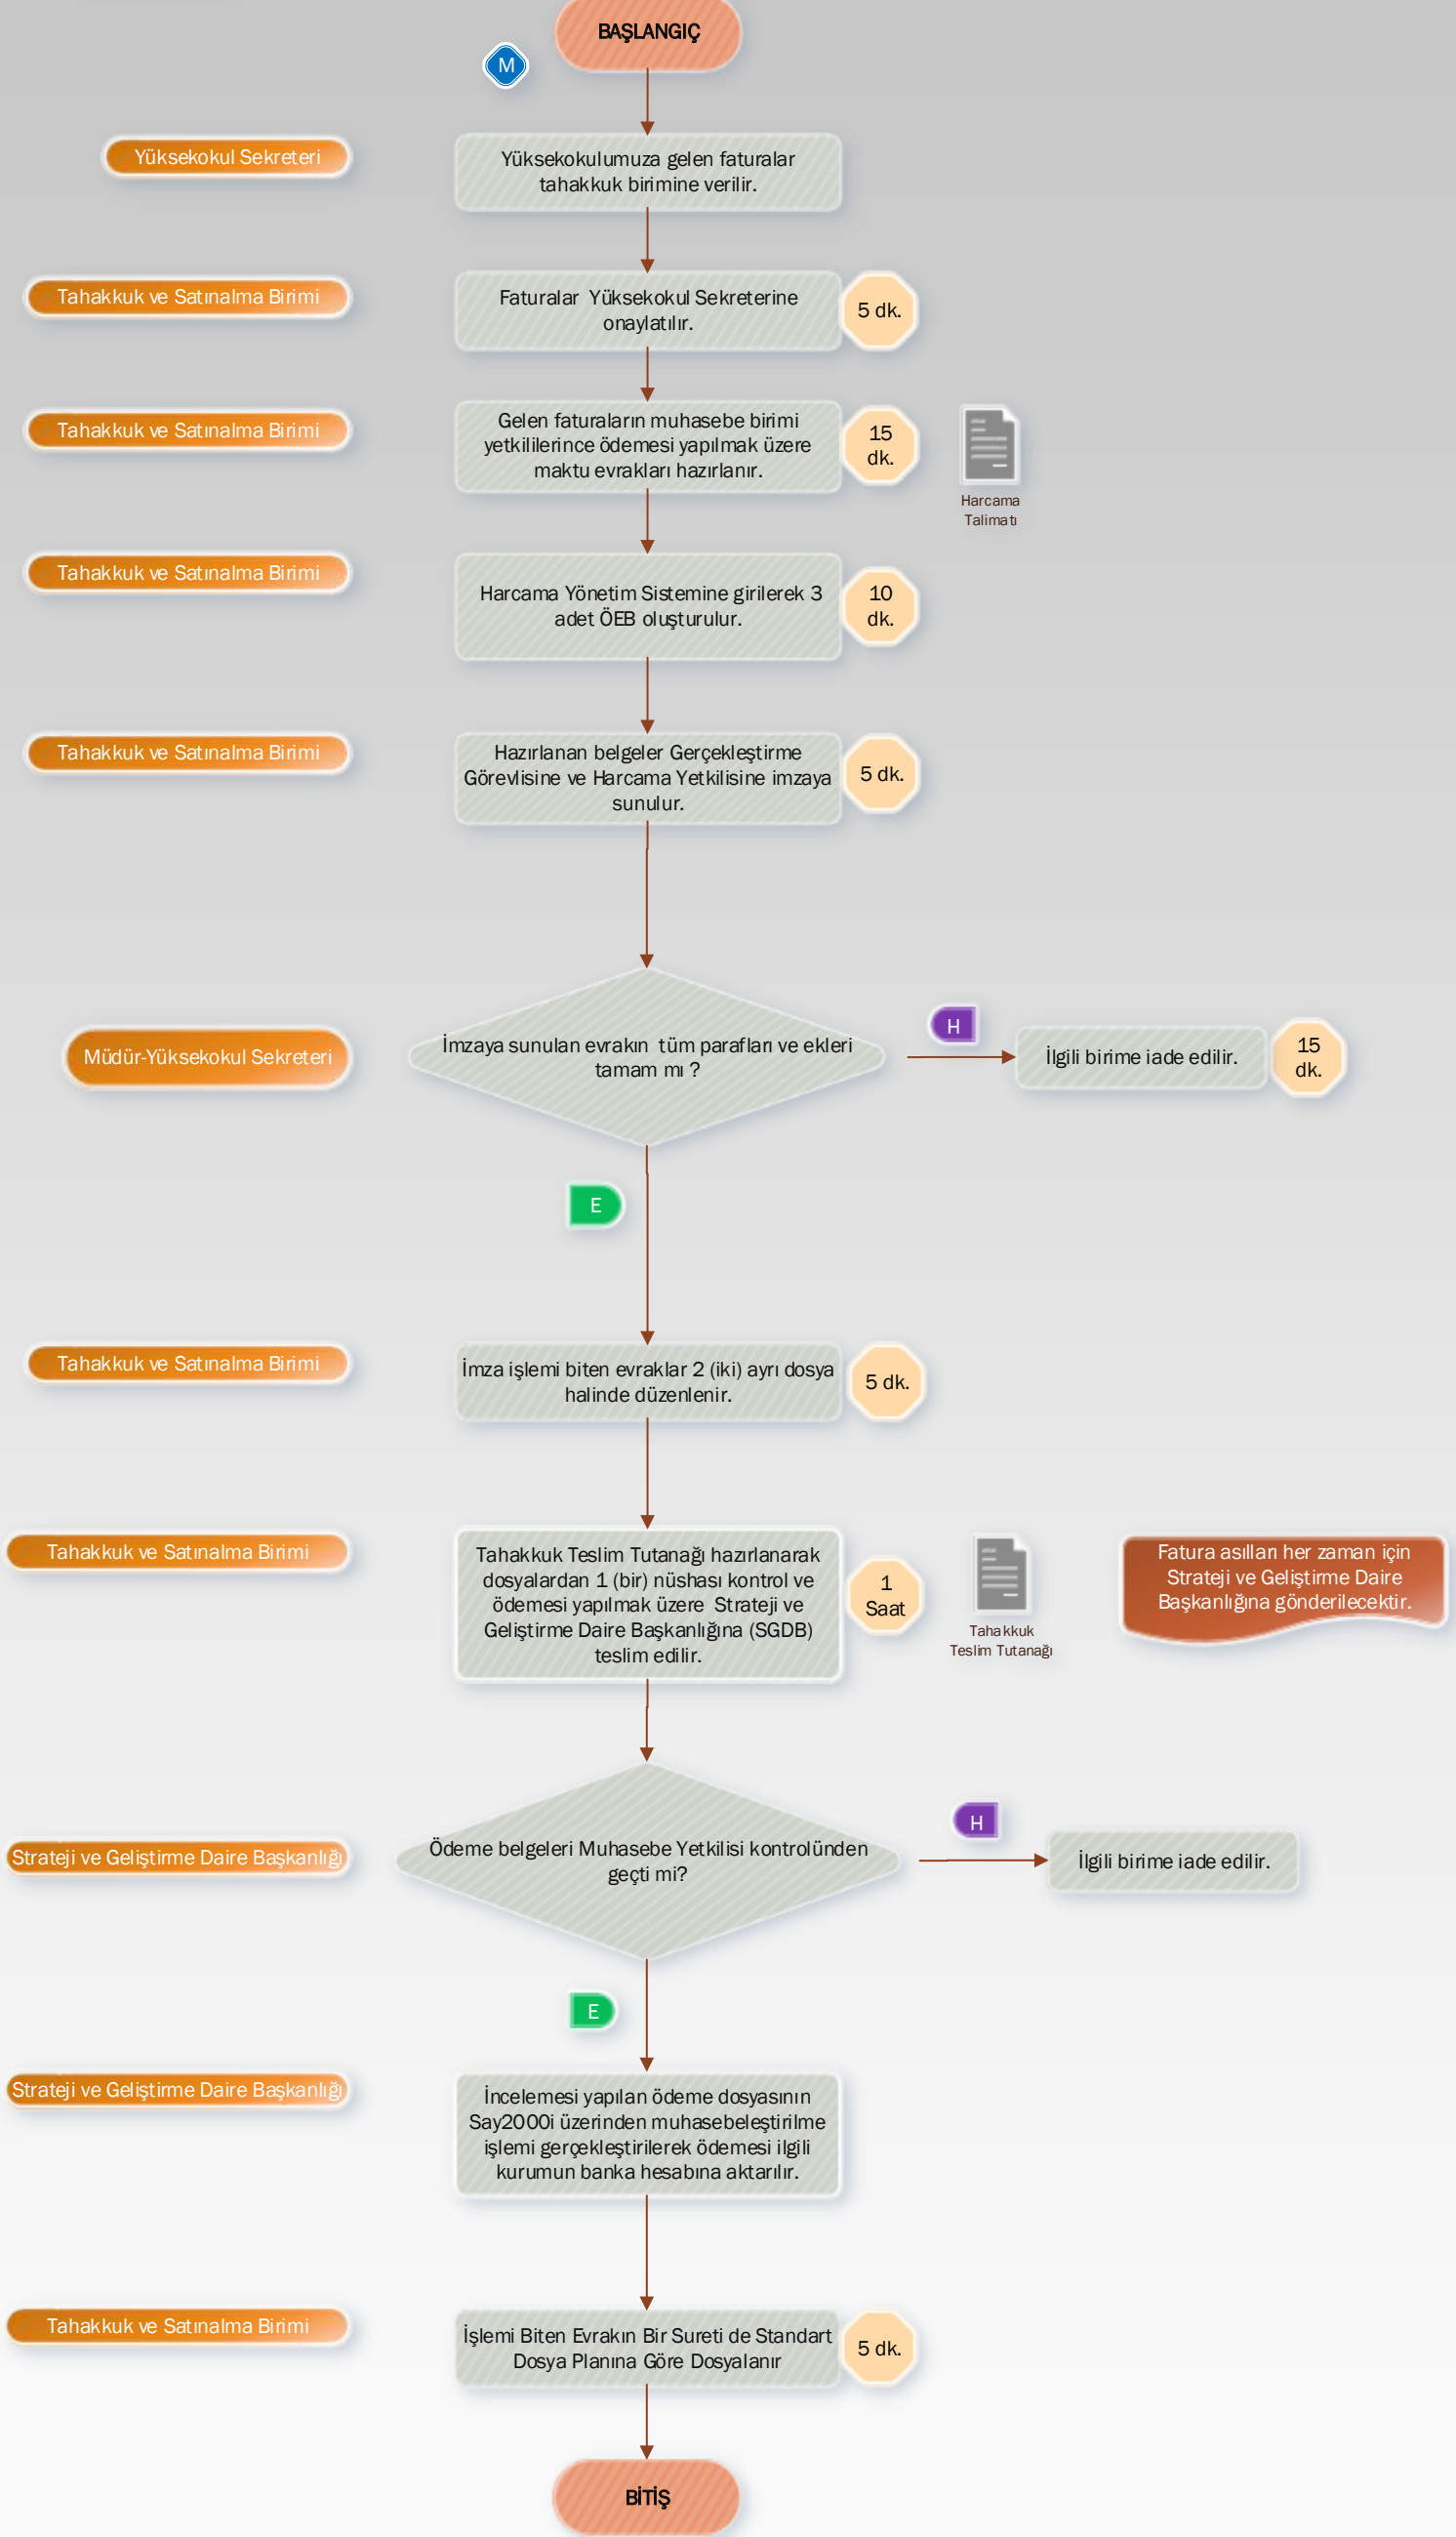 BAŞLANGIÇ
M
Yüksekokul Sekreteri
Yüksekokulumuza gelen faturalar
tahakkuk birimine verilir.
Tahakkuk ve Satınalma Birimi
Faturalar Yüksekokul Sekreterine
onaylatılır.
5 dk.
Tahakkuk ve Satınalma Birimi
Gelen faturaların muhasebe birimi
yetkililerince ödemesi yapılmak üzere
maktu evrakları hazırlanır.
15
dk.
Harcama
Talimatı
Tahakkuk ve Satınalma Birimi
Harcama Yönetim Sistemine girilerek 3
adet ÖEB oluşturulur.
10
dk.
Tahakkuk ve Satınalma Birimi
Hazırlanan belgeler Gerçekleştirme
Görevlisine ve Harcama Yetkilisine imzaya
sunulur.
5 dk.
Müdür-Yüksekokul Sekreteri
İmzaya sunulan evrakın tüm parafları ve ekleri
tamam mı ?
H
İlgili birime iade edilir.
15
dk.
E
Tahakkuk ve Satınalma Birimi
İmza işlemi biten evraklar 2 (iki) ayrı dosya
halinde düzenlenir.
5 dk.
Tahakkuk ve Satınalma Birimi
Tahakkuk Teslim Tutanağı hazırlanarak
dosyalardan 1 (bir) nüshası kontrol ve
ödemesi yapılmak üzere Strateji ve
Geliştirme Daire Başkanlığına (SGDB)
teslim edilir.
1
Saat
Tahakkuk
Teslim Tutanağı
Fatura asılları her zaman için
Strateji ve Geliştirme Daire
Başkanlığına gönderilecektir.
Strateji ve Geliştirme Daire Başkanlığı
Ödeme belgeleri Muhasebe Yetkilisi kontrolünden
geçti mi?
H
İlgili birime iade edilir.
E
Strateji ve Geliştirme Daire Başkanlığı
İncelemesi yapılan ödeme dosyasının
Say2000i üzerinden muhasebeleştirilme
işlemi gerçekleştirilerek ödemesi ilgili
kurumun banka hesabına aktarılır.
Tahakkuk ve Satınalma Birimi
İşlemi Biten Evrakın Bir Sureti de Standart
Dosya Planına Göre Dosyalanır
5 dk.
BİTİŞ